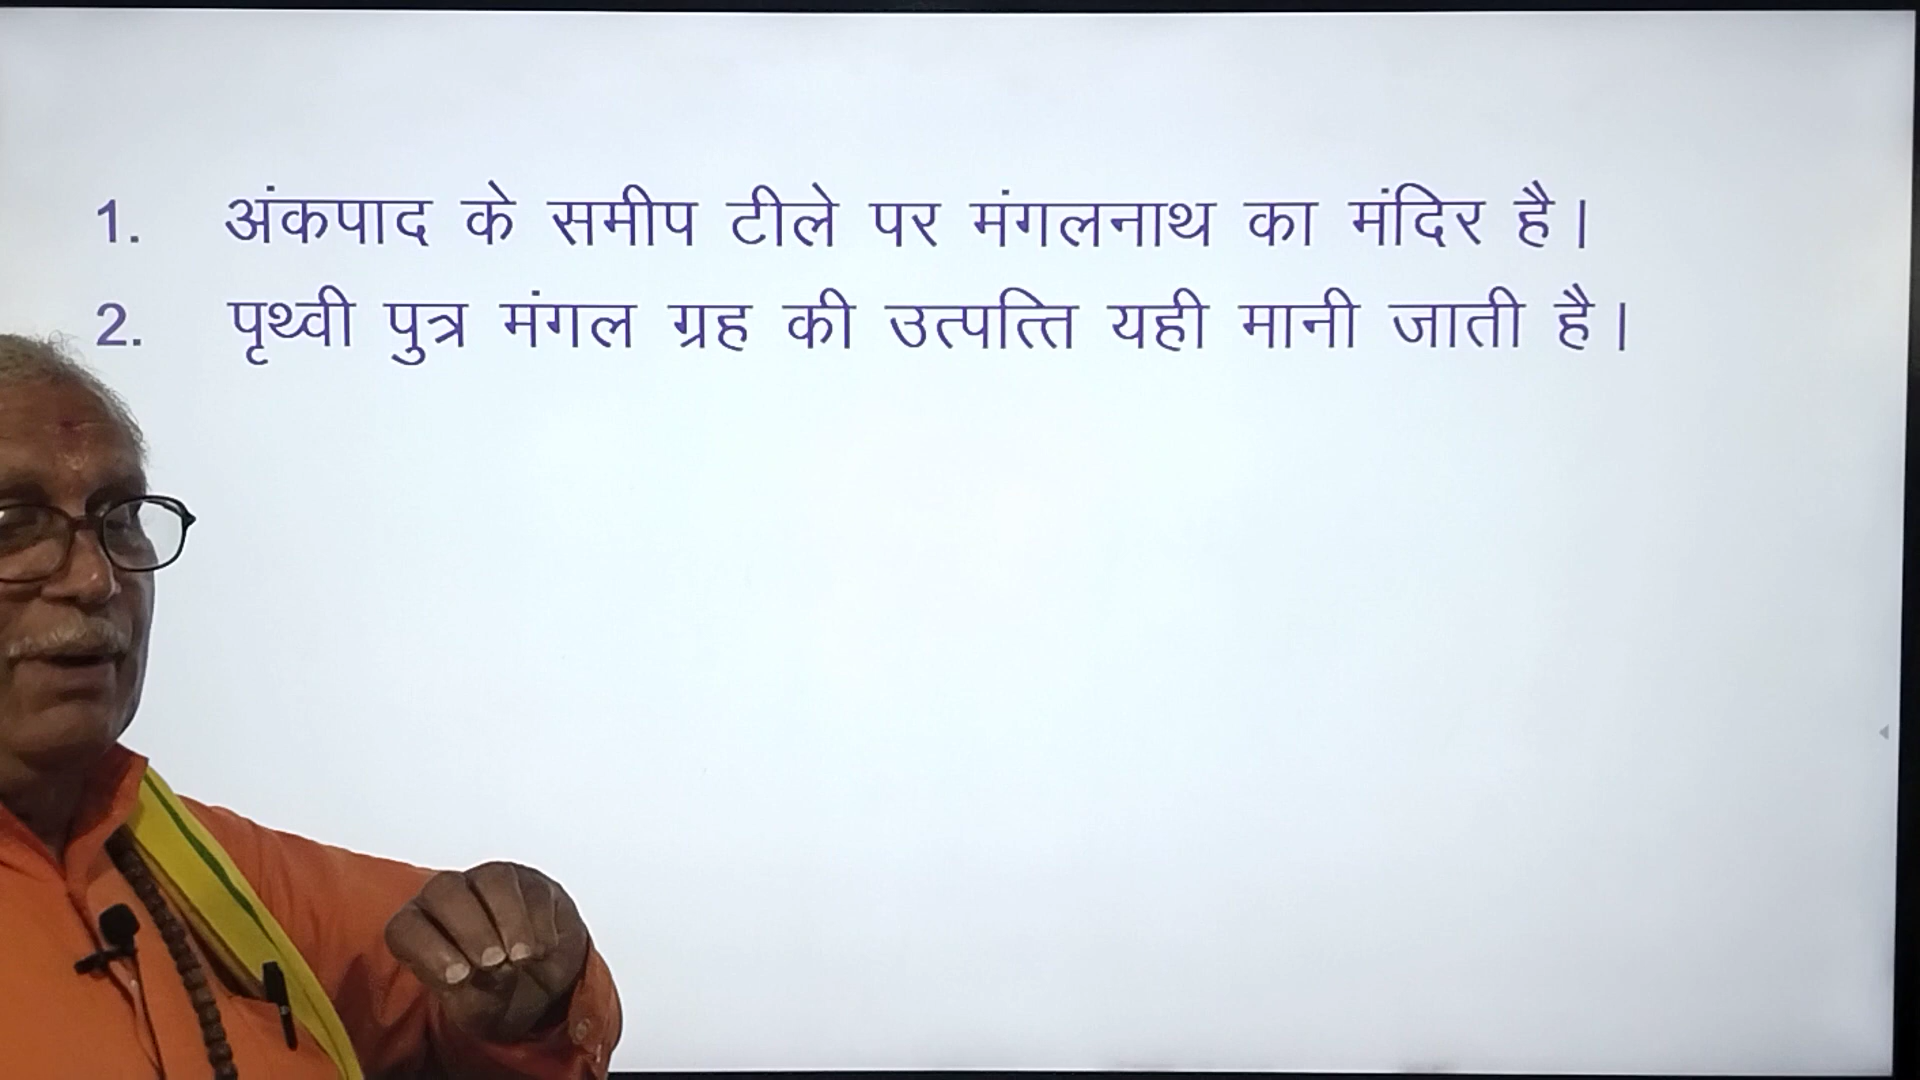 1. अंकपाद के समीप टीले पर मंगलनाथ का मंदिर है।
2. पृथ्वी पुत्र मंगल ग्रह की उत्पत्ति यही मानी जाती है।